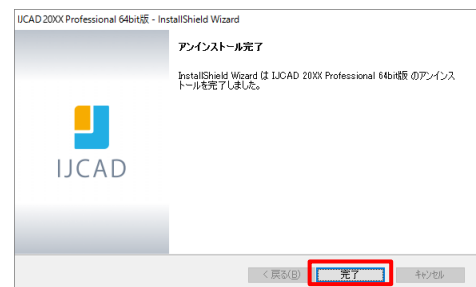 IJCAD 20XX Professional 64bit版 - InstallShield Wizard
アンインストール完了
InstallShield Wizard は IJCAD 20XX Professional 64bit版 のアンインス
トールを完了しました。
IJCAD
< 戻る(B)
完了
キャンセル